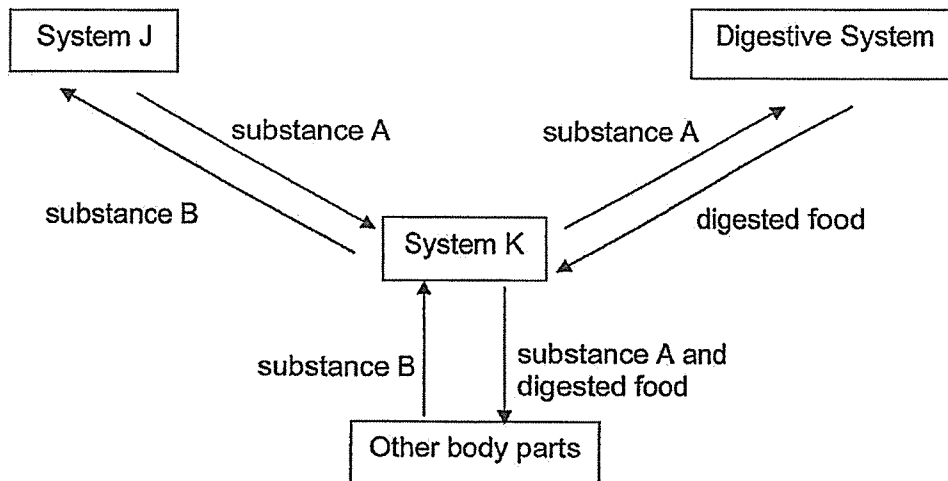 System J
Digestive System
substance A
substance A
substance B
digested food
System K
substance B
substance A and
digested food
Other body parts